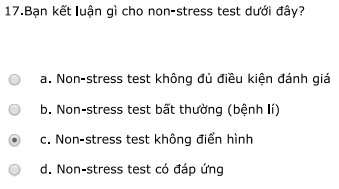 17.Bạn kết luận gì cho non-stress test dưới đây?
a. Non-stress test không đủ điều kiện đánh giá
b. Non-stress test bất thường (bệnh lí)
c. Non-stress test không điển hình
d. Non-stress test có đáp ứng